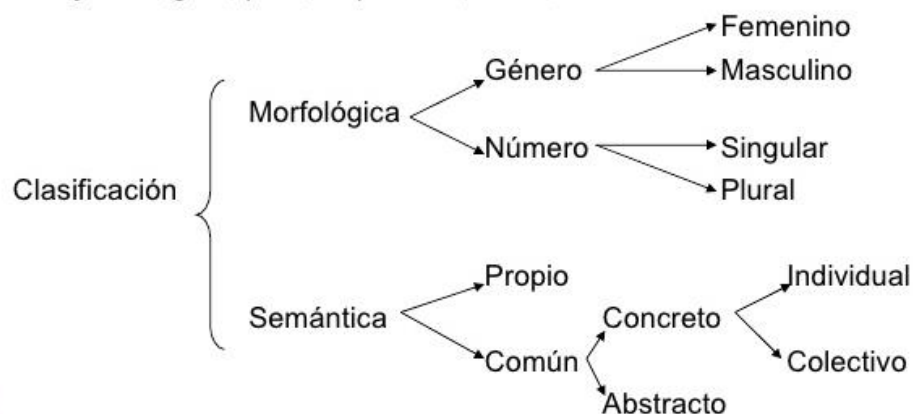 Femenino
Género Masculino
Morfológica
Número Singular
Clasificación Plural
Propio Individual
Semántica Concreto
Común Colectivo
Abstracto